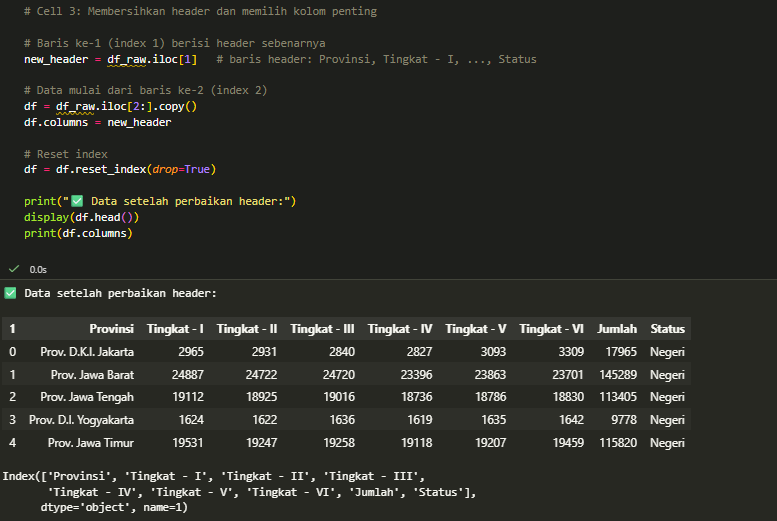 # Cell 3: Membersihkan header dan memilih kolom penting
# Baris ke-1 (index 1) berisi header sebenarnya
new_header = df_raw.iloc[1]   # baris header: Provinsi, Tingkat - I, ..., Status
# Data mulai dari baris ke-2 (index 2)
df = df_raw.iloc[2:].copy()
df.columns = new_header
# Reset index
df = df.reset_index(drop=True)
print("✅ Data setelah perbaikan header:")
display(df.head())
print(df.columns)
✓ 0.0s
✅ Data setelah perbaikan header:
1 Provinsi Tingkat - I Tingkat - II Tingkat - III Tingkat - IV Tingkat - V Tingkat - VI Jumlah Status
0 Prov. D.K.I. Jakarta 2965 2931 2840 2827 3093 3309 17965 Negeri
1 Prov. Jawa Barat 24887 24722 24720 23396 23863 23701 145289 Negeri
2 Prov. Jawa Tengah 19112 18925 19016 18736 18786 18830 113405 Negeri
3 Prov. D.I. Yogyakarta 1624 1622 1636 1619 1635 1642 9778 Negeri
4 Prov. Jawa Timur 19531 19247 19258 19118 19207 19459 115820 Negeri
Index(['Provinsi', 'Tingkat - I', 'Tingkat - II', 'Tingkat - III',
       'Tingkat - IV', 'Tingkat - V', 'Tingkat - VI', 'Jumlah', 'Status'],
      dtype='object', name=1)